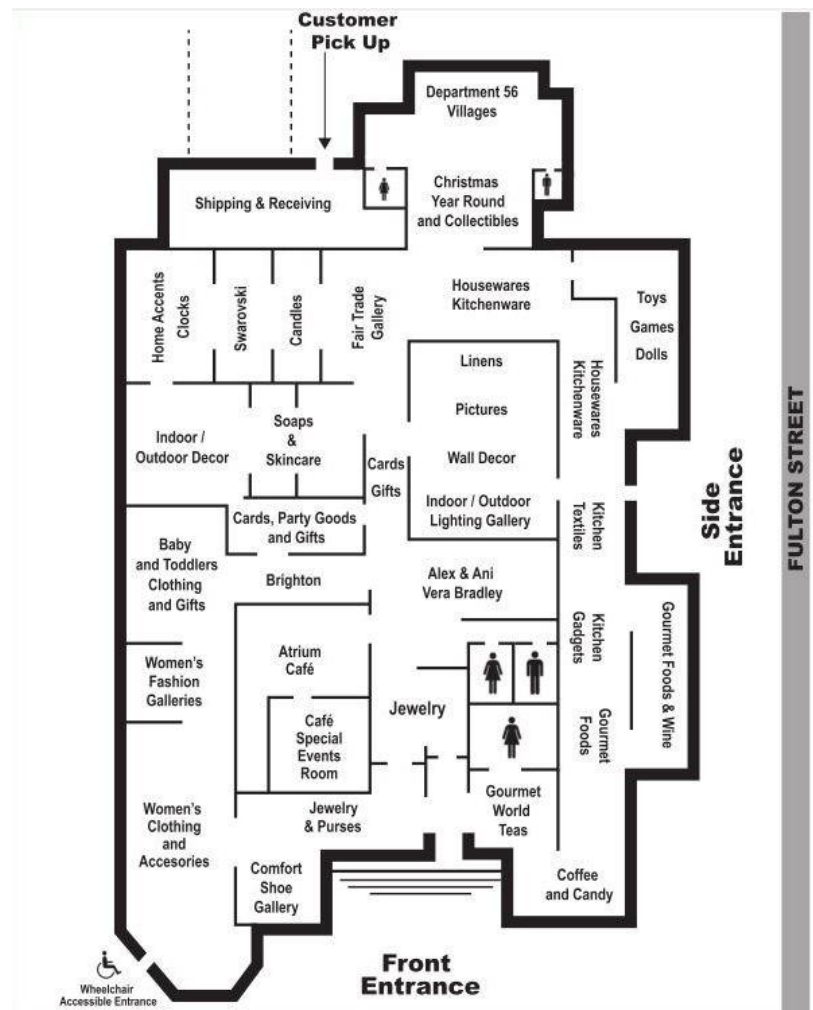 Customer
Pick Up
Department 56
Villages
Shipping & Receiving
Christmas
Year Round
and Collectibles
Home Accents
Clocks
Swarovski
Candles
Fair Trade
Gallery
Housewares
Kitchenware
Toys
Games
Dolls
Linens
Pictures
Wall Decor
Indoor / Outdoor
Lighting Gallery
Housewares
Kitchenware
Indoor /
Outdoor Decor
Soaps
&
Skincare
Cards
Gifts
Cards, Party Goods
and Gifts
Kitchen
Textiles
Side
Entrance
FULTON STREET
Baby
and Toddlers
Clothing
and Gifts
Brighton
Alex & Ani
Vera Bradley
Kitchen
Gadgets
Gourmet Foods & Wine
Women's
Fashion
Galleries
Atrium
Café
Jewelry
Café
Special
Events
Room
Gourmet
Foods
Women's
Clothing
and
Accesories
Jewelry
& Purses
Gourmet
World
Teas
Comfort
Shoe
Gallery
Coffee
and Candy
Wheelchair
Accessible Entrance
Front
Entrance